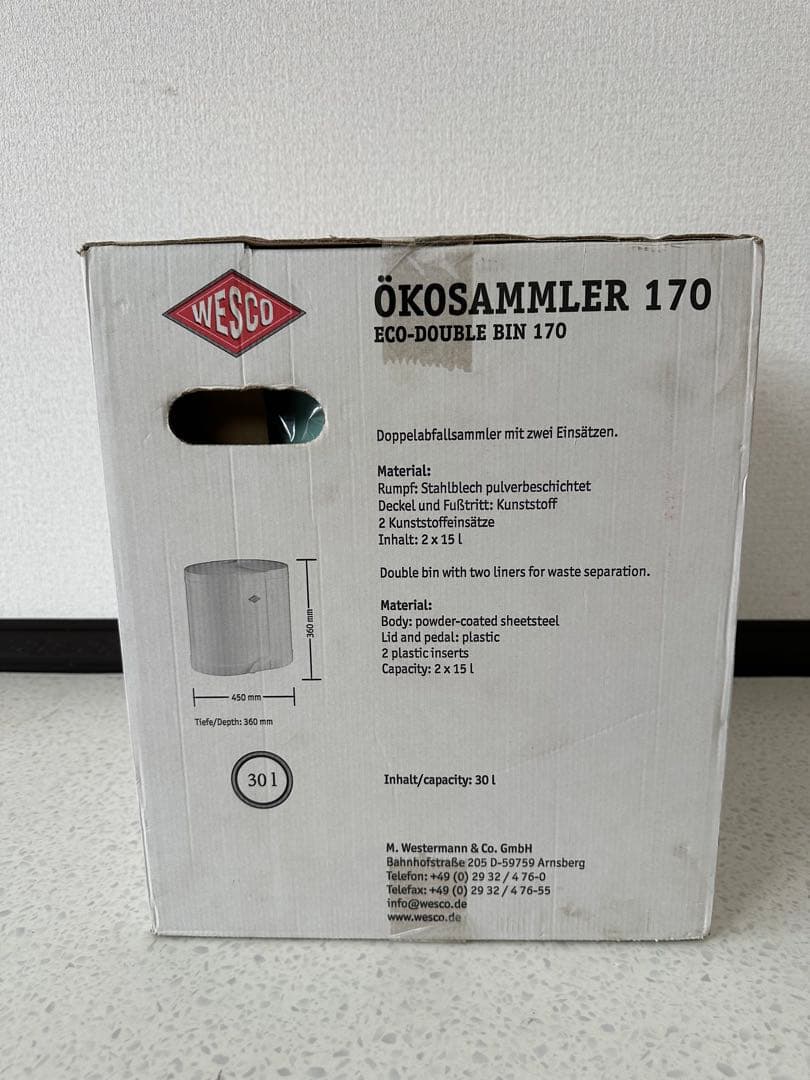 WESCO
ÖKOSAMMLER 170
ECO-DOUBLE BIN 170
Doppelabfallsammler mit zwei Einsätzen.
Material:
Rumpf: Stahlblech pulverbeschichtet
Deckel und Fußtritt: Kunststoff
2 Kunststoffeinsätze
Inhalt: 2 x 15 l
Double bin with two liners for waste separation.
Material:
Body: powder-coated sheetsteel
Lid and pedal: plastic
2 plastic inserts
Capacity: 2 x 15 l
360 mm
450 mm
Tiefe/Depth: 360 mm
30 l
Inhalt/capacity: 30 l
M. Westermann & Co. GmbH
Bahnhofstraße 205 D-59759 Arnsberg
Telefon: +49 (0) 29 32 / 4 76-0
Telefax: +49 (0) 29 32 / 4 76-55
info@wesco.de
www.wesco.de